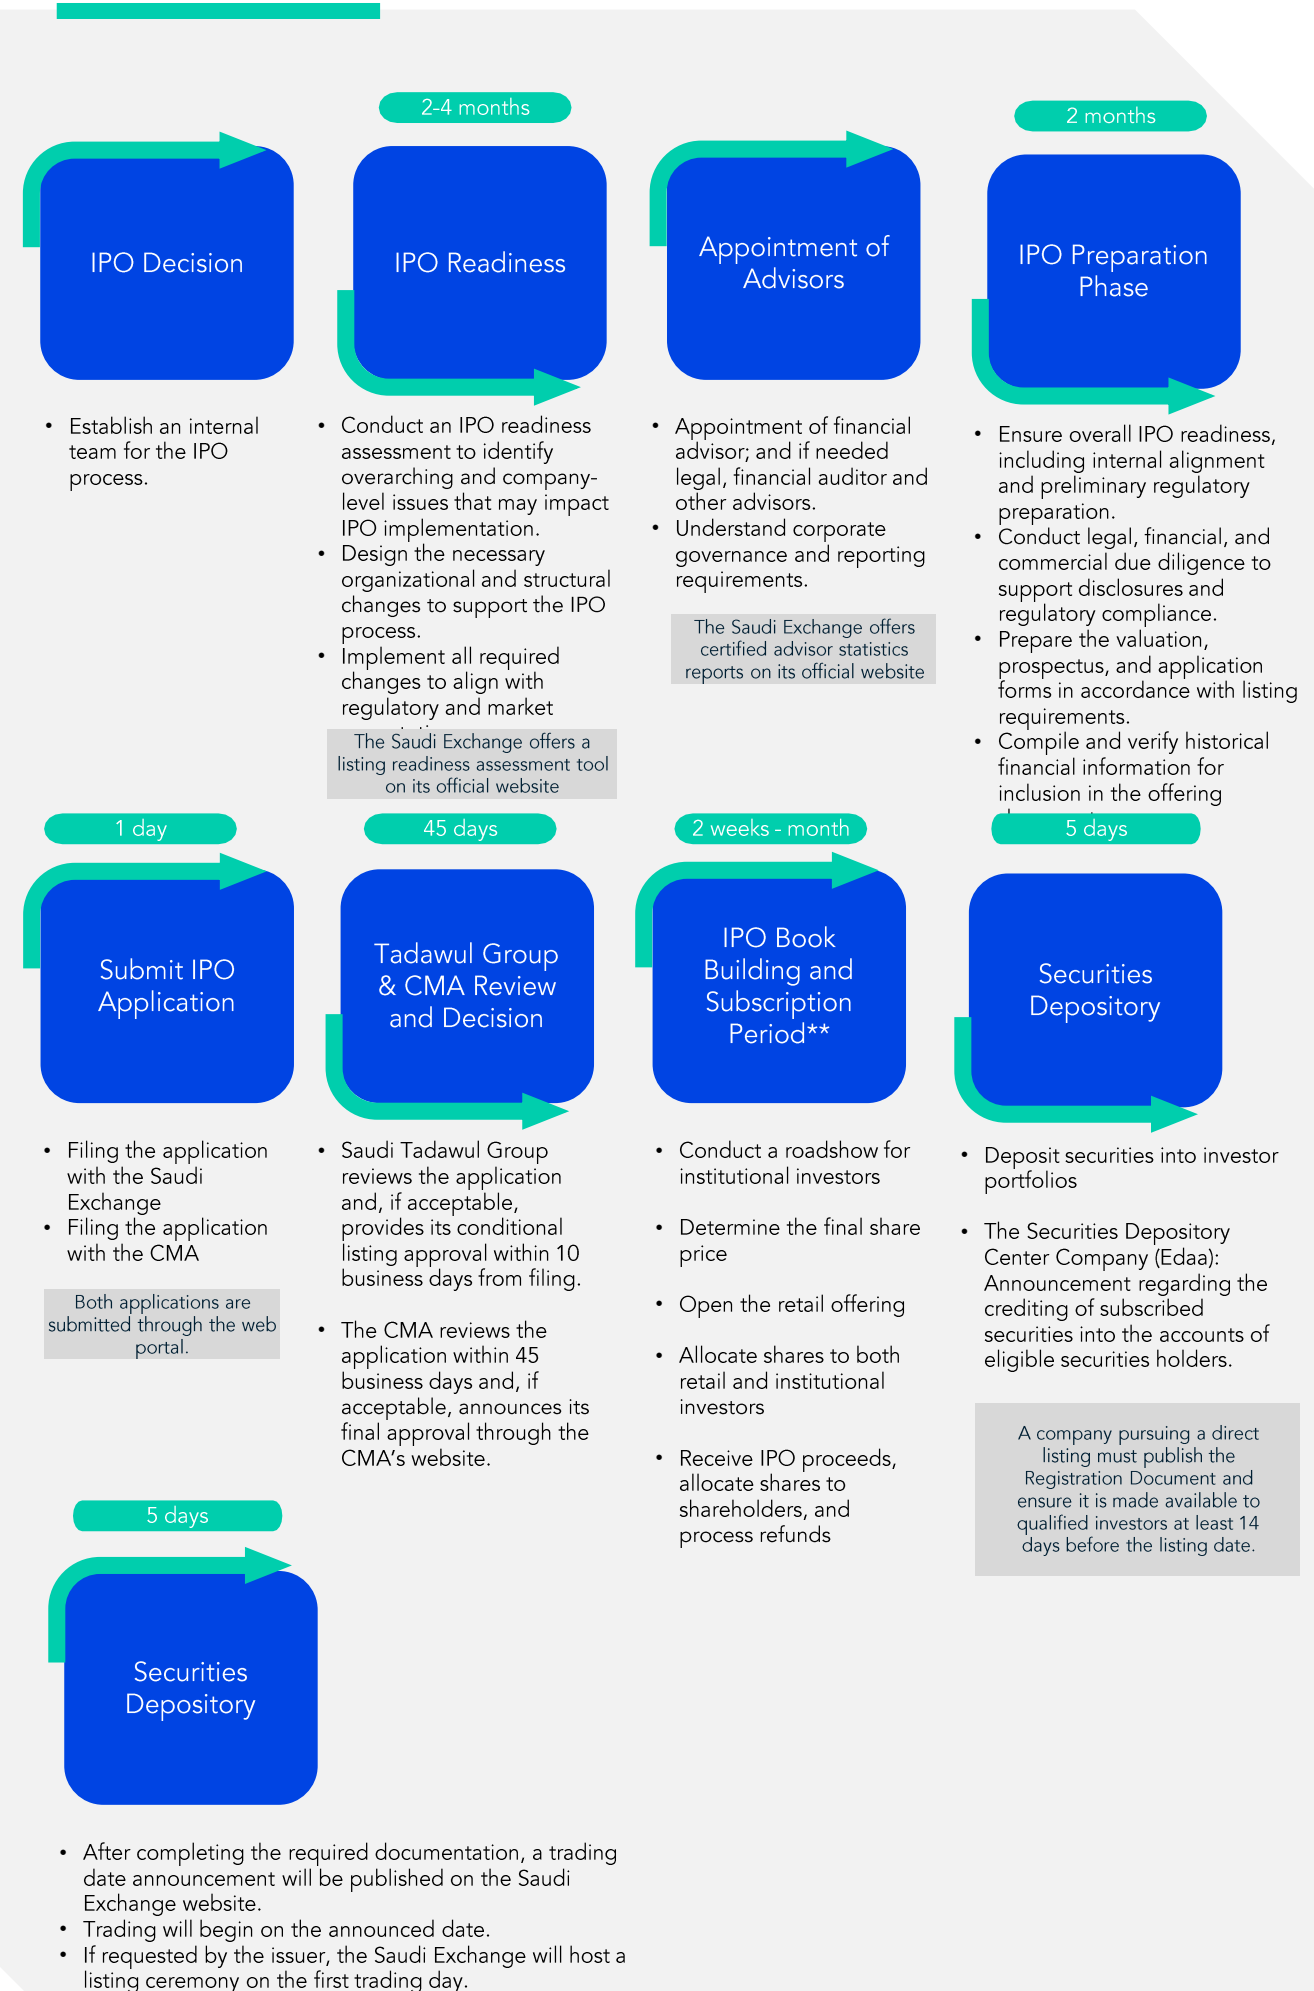 2-4 months
2 months
IPO Decision
IPO Readiness
Appointment of
Advisors
IPO Preparation
Phase
• Establish an internal
team for the IPO
process.
• Conduct an IPO readiness
assessment to identify
overarching and company-
level issues that may impact
IPO implementation.
• Design the necessary
organizational and structural
changes to support the IPO
process.
• Implement all required
changes to align with
regulatory and market
The Saudi Exchange offers a
listing readiness assessment tool
on its official website
• Appointment of financial
advisor; and if needed
legal, financial auditor and
other advisors.
• Understand corporate
governance and reporting
requirements.
The Saudi Exchange offers
certified advisor statistics
reports on its official website
• Ensure overall IPO readiness,
including internal alignment
and preliminary regulatory
preparation.
• Conduct legal, financial, and
commercial due diligence to
support disclosures and
regulatory compliance.
• Prepare the valuation,
prospectus, and application
forms in accordance with listing
requirements.
• Compile and verify historical
financial information for
inclusion in the offering
1 day
45 days
2 weeks - month
5 days
Submit IPO
Application
Tadawul Group
& CMA Review
and Decision
IPO Book
Building and
Subscription
Period**
Securities
Depository
• Filing the application
with the Saudi
Exchange
• Filing the application
with the CMA
Both applications are
submitted through the web
portal.
• Saudi Tadawul Group
reviews the application
and, if acceptable,
provides its conditional
listing approval within 10
business days from filing.
• The CMA reviews the
application within 45
business days and, if
acceptable, announces its
final approval through the
CMA’s website.
• Conduct a roadshow for
institutional investors
• Determine the final share
price
• Open the retail offering
• Allocate shares to both
retail and institutional
investors
• Receive IPO proceeds,
allocate shares to
shareholders, and
process refunds
• Deposit securities into investor
portfolios
• The Securities Depository
Center Company (Edaa):
Announcement regarding the
crediting of subscribed
securities into the accounts of
eligible securities holders.
A company pursuing a direct
listing must publish the
Registration Document and
ensure it is made available to
qualified investors at least 14
days before the listing date.
5 days
Securities
Depository
• After completing the required documentation, a trading
date announcement will be published on the Saudi
Exchange website.
• Trading will begin on the announced date.
• If requested by the issuer, the Saudi Exchange will host a
listing ceremony on the first trading day.